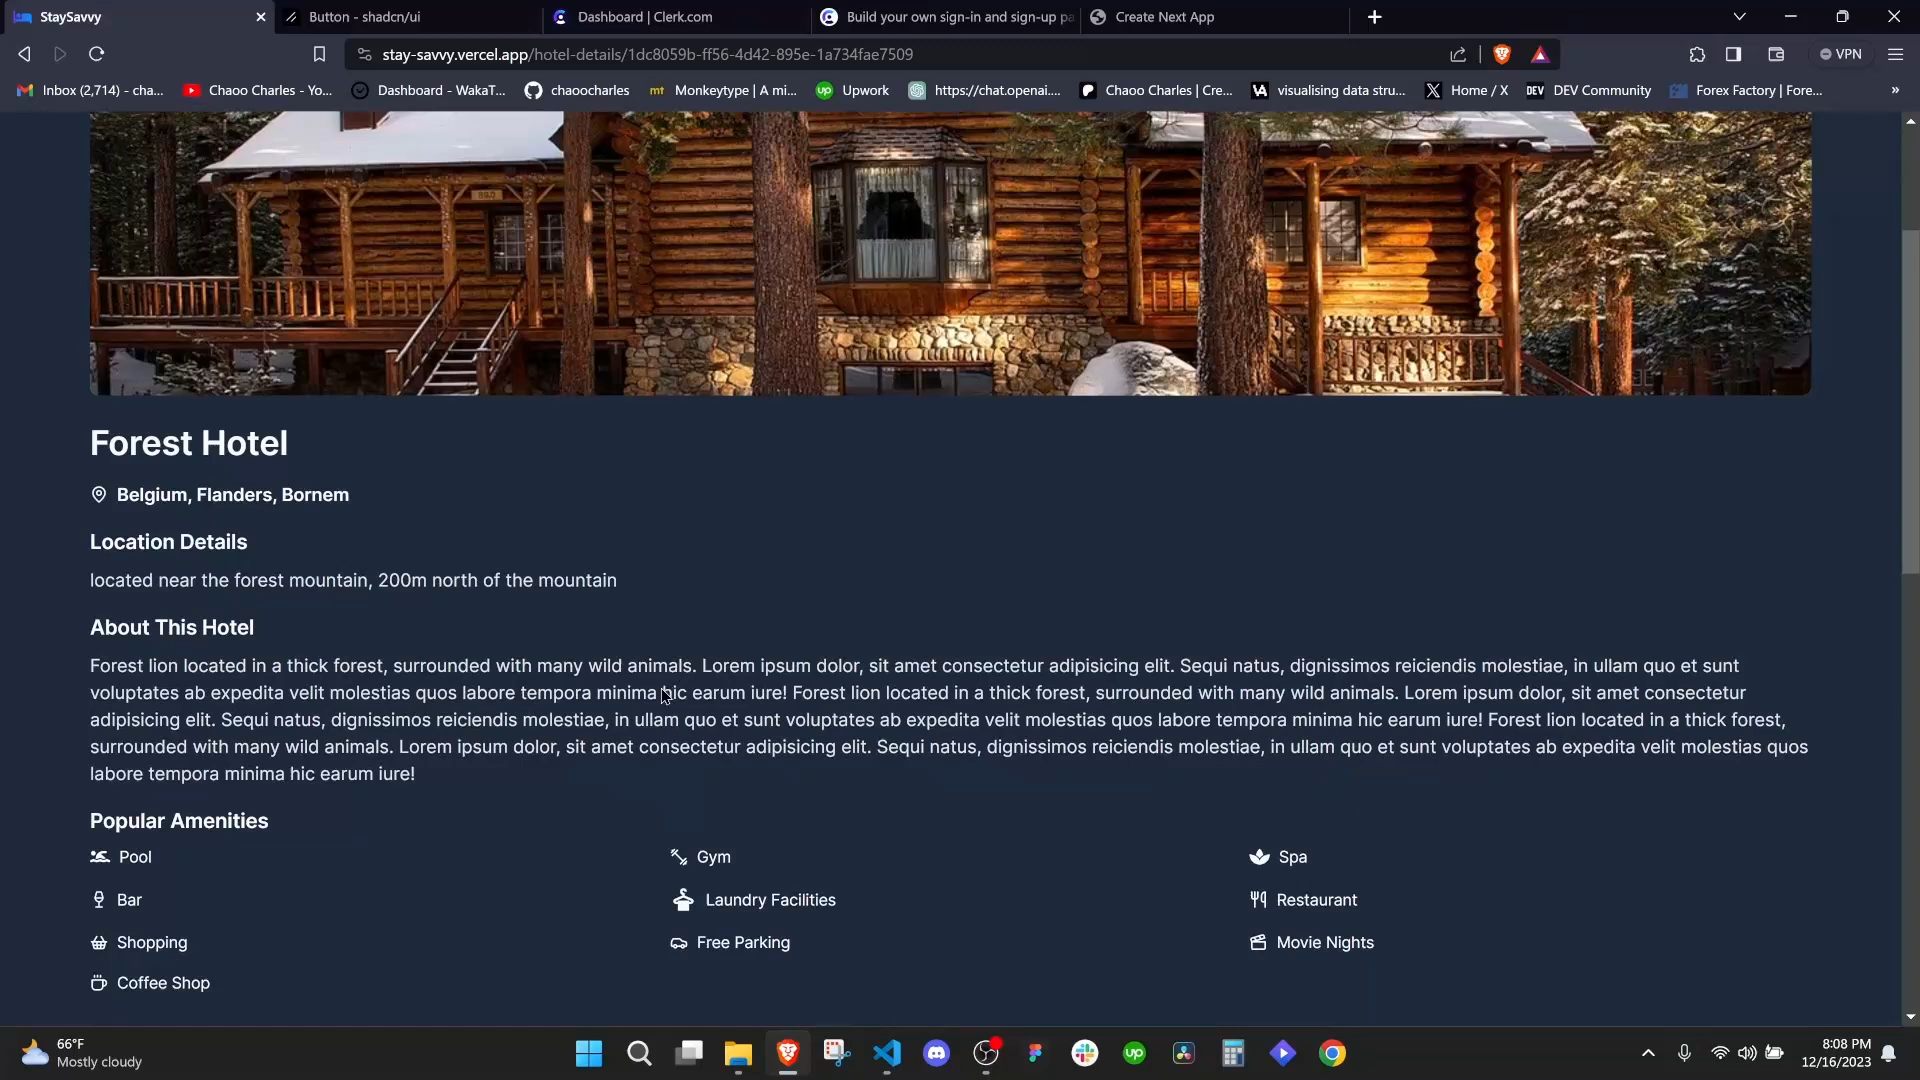 StaySavvy
Button - shadcn/ui
Dashboard | Clerk.com
Build your own sign-in and sign-up pa
Create Next App
stay-savvy.vercel.app/hotel-details/1dc8059b-ff56-4d42-895e-1a734fae7509
VPN
Inbox (2,714) - cha...
Chaoo Charles - Yo...
Dashboard - WakaT...
chaoocharles
mt Monkeytype | A mi...
up Upwork
https://chat.openai....
Chaoo Charles | Cre...
VA visualising data stru...
Home / X
DEV DEV Community
Forex Factory | Fore...
»
Forest Hotel
Belgium, Flanders, Bornem
Location Details
located near the forest mountain, 200m north of the mountain
About This Hotel
Forest lion located in a thick forest, surrounded with many wild animals. Lorem ipsum dolor, sit amet consectetur adipisicing elit. Sequi natus, dignissimos reiciendis molestiae, in ullam quo et sunt
voluptates ab expedita velit molestias quos labore tempora minima hic earum iure! Forest lion located in a thick forest, surrounded with many wild animals. Lorem ipsum dolor, sit amet consectetur
adipisicing elit. Sequi natus, dignissimos reiciendis molestiae, in ullam quo et sunt voluptates ab expedita velit molestias quos labore tempora minima hic earum iure! Forest lion located in a thick forest,
surrounded with many wild animals. Lorem ipsum dolor, sit amet consectetur adipisicing elit. Sequi natus, dignissimos reiciendis molestiae, in ullam quo et sunt voluptates ab expedita velit molestias quos
labore tempora minima hic earum iure!
Popular Amenities
Pool
Gym
Spa
Bar
Laundry Facilities
Restaurant
Shopping
Free Parking
Movie Nights
Coffee Shop
66°F
Mostly cloudy
up
8:08 PM
12/16/2023